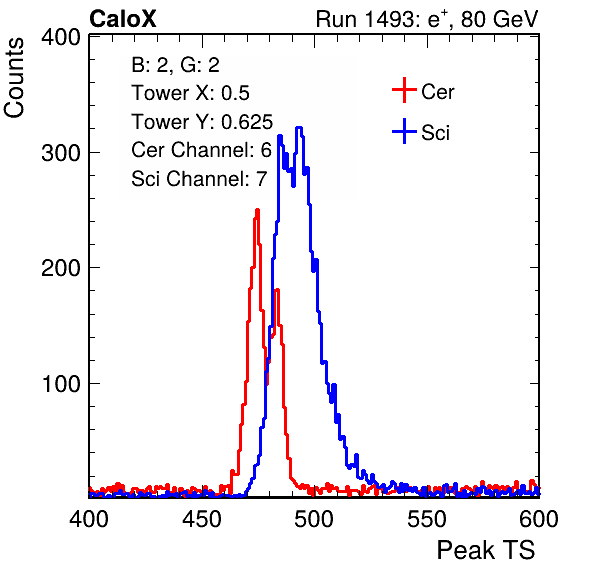 CaloX Run 1493: e⁺, 80 GeV
Counts
400
300
200
100
B: 2, G: 2
Tower X: 0.5
Tower Y: 0.625
Cer Channel: 6
Sci Channel: 7
Cer
Sci
400 450 500 550 600
Peak TS